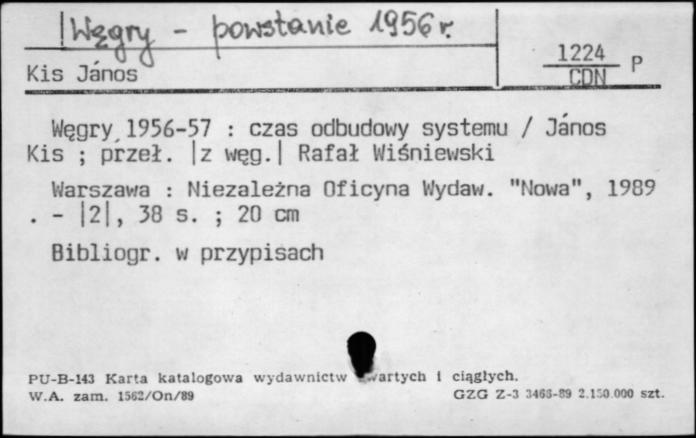 |Węgry - powstanie 1956 r.
Kis János
1224
CDN
P
Węgry 1956-57 : czas odbudowy systemu / János
Kis ; przeł. |z węg.| Rafał Wiśniewski
Warszawa : Niezależna Oficyna Wydaw. "Nowa", 1989
. - |2|, 38 s. ; 20 cm
Bibliogr. w przypisach
PU-B-143 Karta katalogowa wydawnictw zwartych i ciągłych.
W.A. zam. 1562/On/89
GZG Z-3 3466-89 2.150.000 szt.